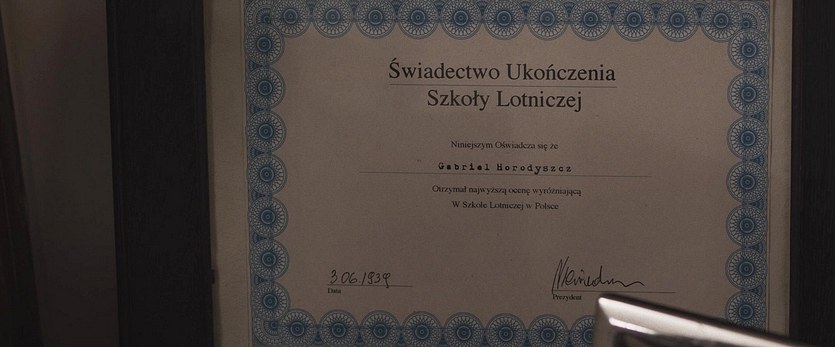 Świadectwo Ukończenia
Szkoły Lotniczej
Niniejszym Oświadcza się że
Gabriel Horodyszcz
Otrzymał najwyższą ocenę wyróżniającą
W Szkole Lotniczej w Polsce
3.06.1939
Data
Prezydent